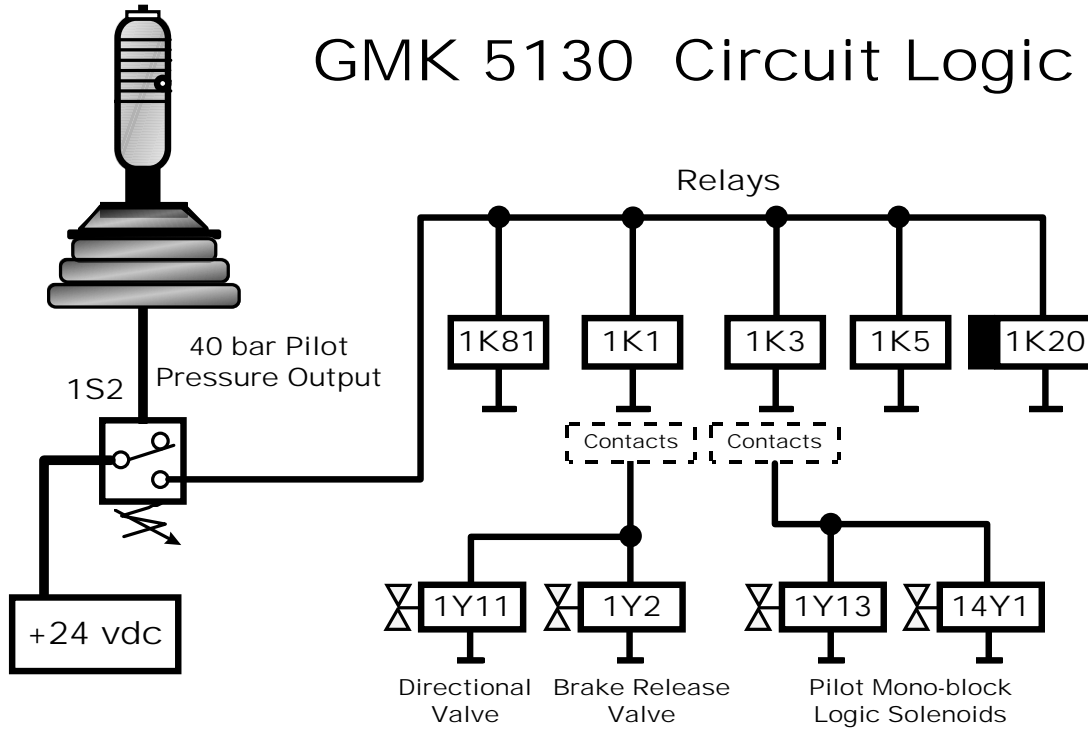 GMK 5130 Circuit Logic
Relays
1K81
1K1
1K3
1K5
1K20
40 bar Pilot
Pressure Output
1S2
Contacts
Contacts
+24 vdc
1Y11
1Y2
1Y13
14Y1
Directional
Valve
Brake Release
Valve
Pilot Mono-block
Logic Solenoids